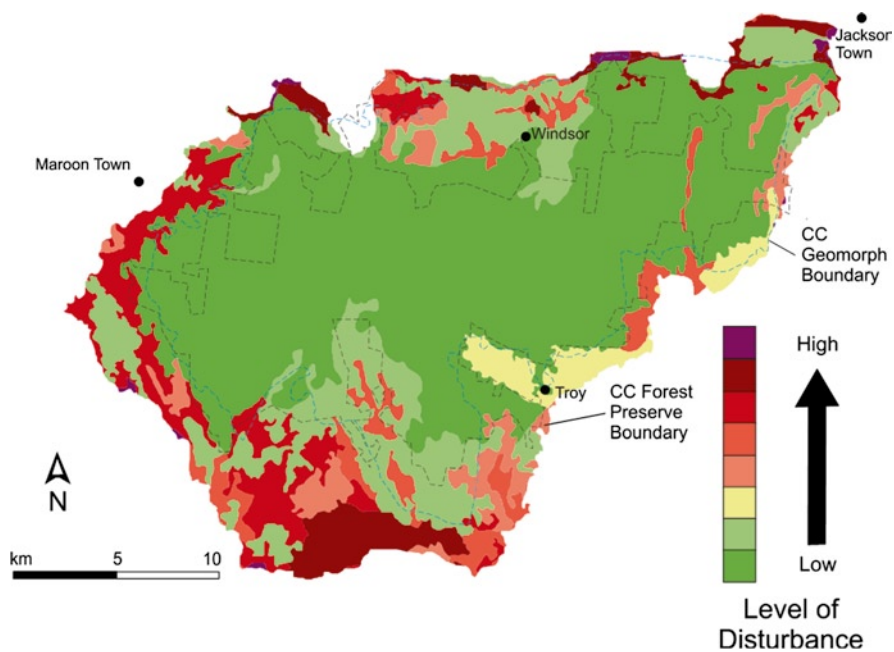 Jackson
Town
Windsor
Maroon Town
CC
Geomorph
Boundary
High
Troy
CC Forest
Preserve
Boundary
N
km 5 10
Low
Level of
Disturbance